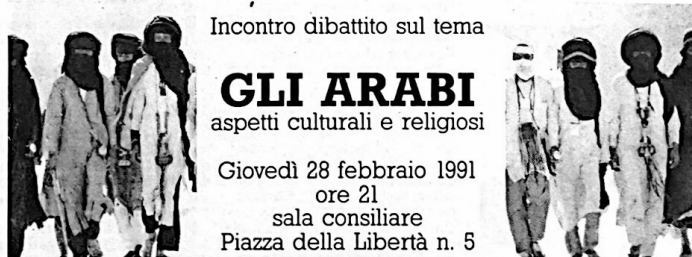 Incontro dibattito sul tema
GLI ARABI
aspetti culturali e religiosi
Giovedì 28 febbraio 1991
ore 21
sala consiliare
Piazza della Libertà n. 5